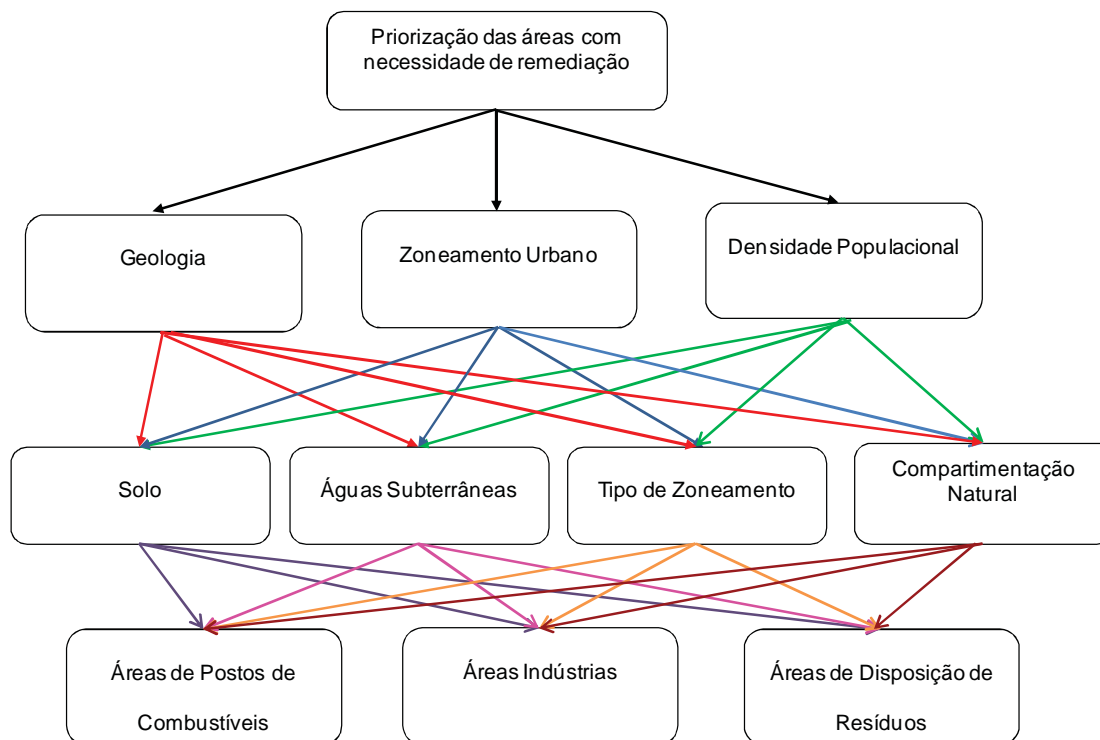 Priorização das áreas com
necessidade de remediação
Geologia
Zoneamento Urbano
Densidade Populacional
Solo
Águas Subterrâneas
Tipo de Zoneamento
Compartimentação
Natural
Áreas de Postos de
Combustíveis
Áreas Indústrias
Áreas de Disposição de
Resíduos